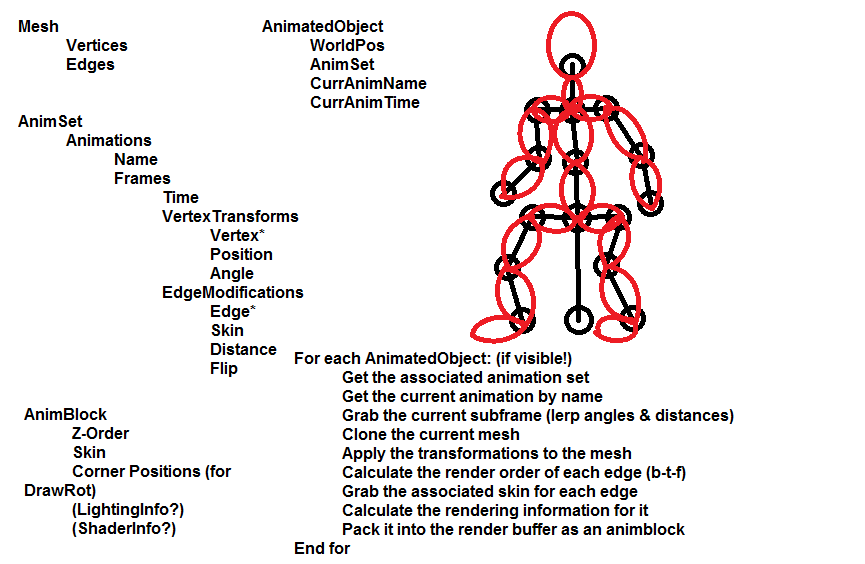 Mesh
Vertices
Edges
AnimSet
Animations
Name
Frames
Time
VertexTransforms
Vertex*
Position
Angle
EdgeModifications
Edge*
Skin
Distance
Flip
AnimBlock
Z-Order
Skin
Corner Positions (for
DrawRot)
(LightingInfo?)
(ShaderInfo?)
AnimatedObject
WorldPos
AnimSet
CurrAnimName
CurrAnimTime
For each AnimatedObject: (if visible!)
Get the associated animation set
Get the current animation by name
Grab the current subframe (lerp angles & distances)
Clone the current mesh
Apply the transformations to the mesh
Calculate the render order of each edge (b-t-f)
Grab the associated skin for each edge
Calculate the rendering information for it
Pack it into the render buffer as an animblock
End for